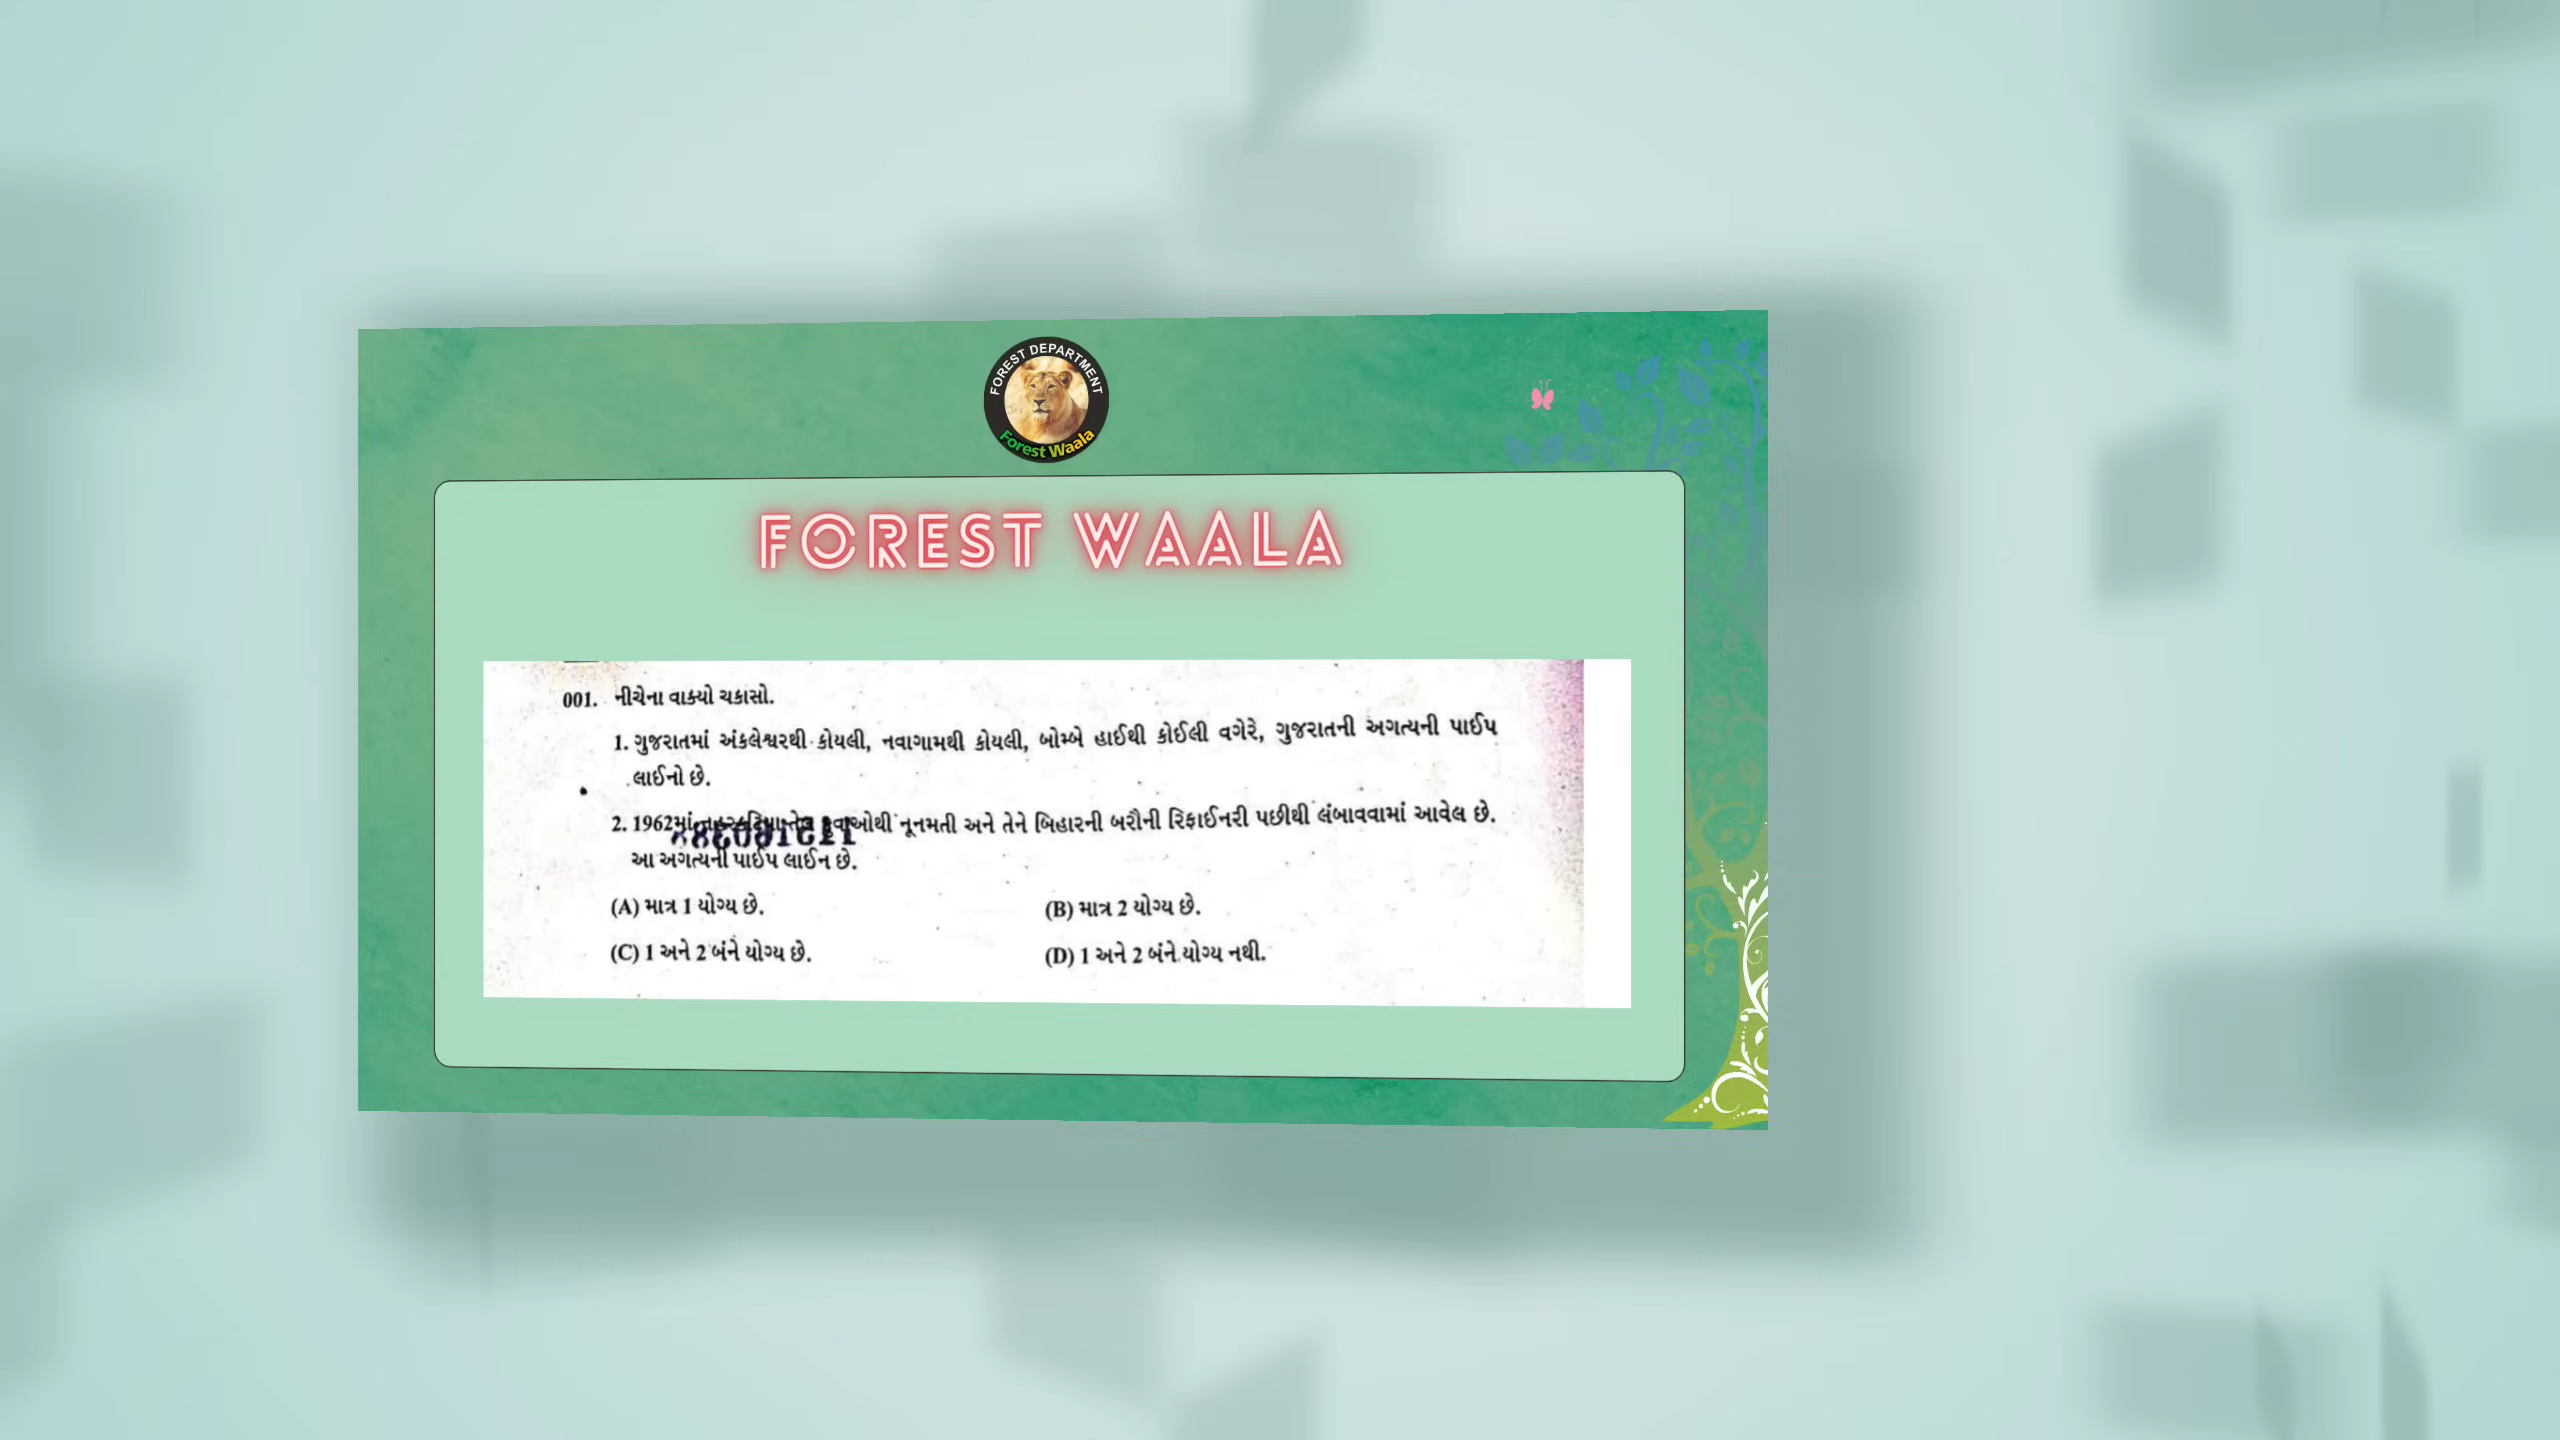 FOREST DEPARTMENT
Forest Waala
FOREST WAALA
001. નીચેના વાક્યો ચકાસો.
1. ગુજરાતમાં અંકલેશ્વરથી કોયલી, નવાગામથી કોયલી, બોમ્બે હાઈથી કોઈલી વગેરે, ગુજરાતની અગત્યની પાઈપ
લાઈનો છે.
2. 1962માં તેલ કુવાઓથી નૂનમતી અને તેને બિહારની બરૌની રિફાઈનરી પછીથી લંબાવવામાં આવેલ છે.
આ અગત્યની પાઈપ લાઈન છે.
(A) માત્ર 1 યોગ્ય છે. (B) માત્ર 2 યોગ્ય છે.
(C) 1 અને 2 બંને યોગ્ય છે. (D) 1 અને 2 બંને યોગ્ય નથી.